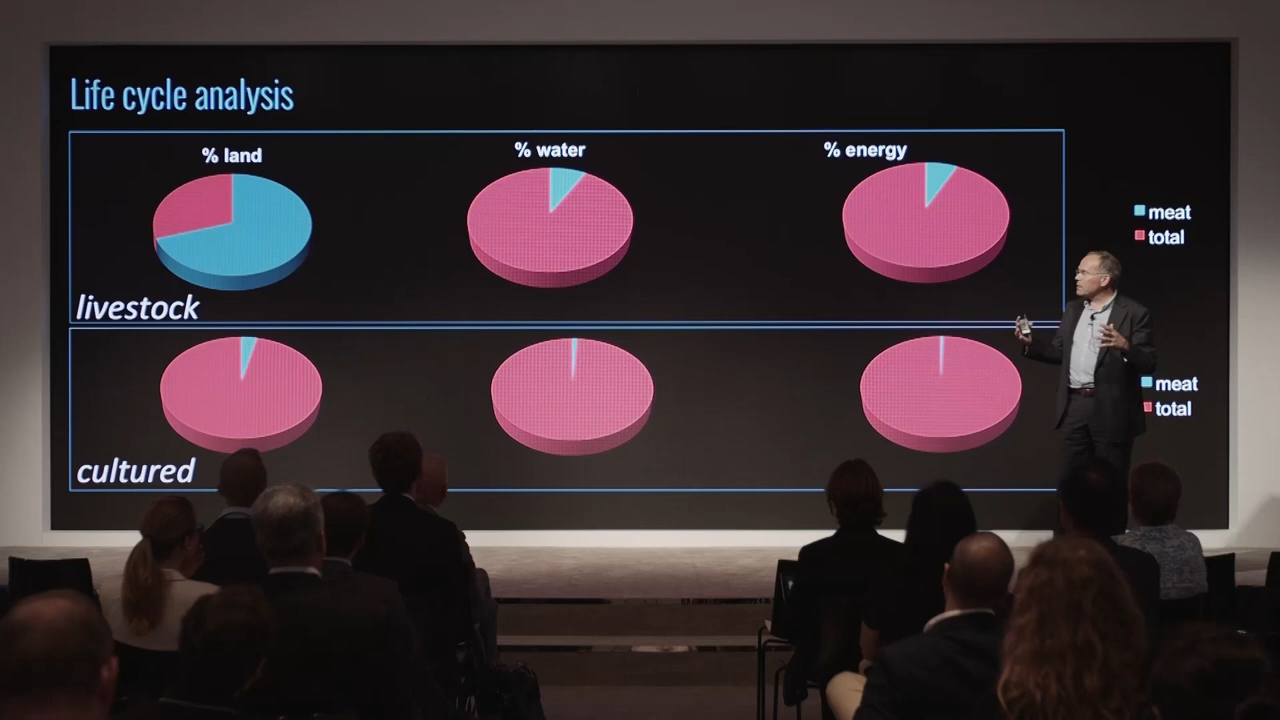 Life cycle analysis
% land
% water
% energy
meat
total
livestock
meat
total
cultured